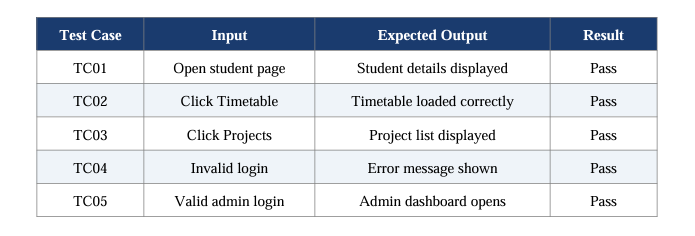 Test Case Input Expected Output Result
TC01 Open student page Student details displayed Pass
TC02 Click Timetable Timetable loaded correctly Pass
TC03 Click Projects Project list displayed Pass
TC04 Invalid login Error message shown Pass
TC05 Valid admin login Admin dashboard opens Pass